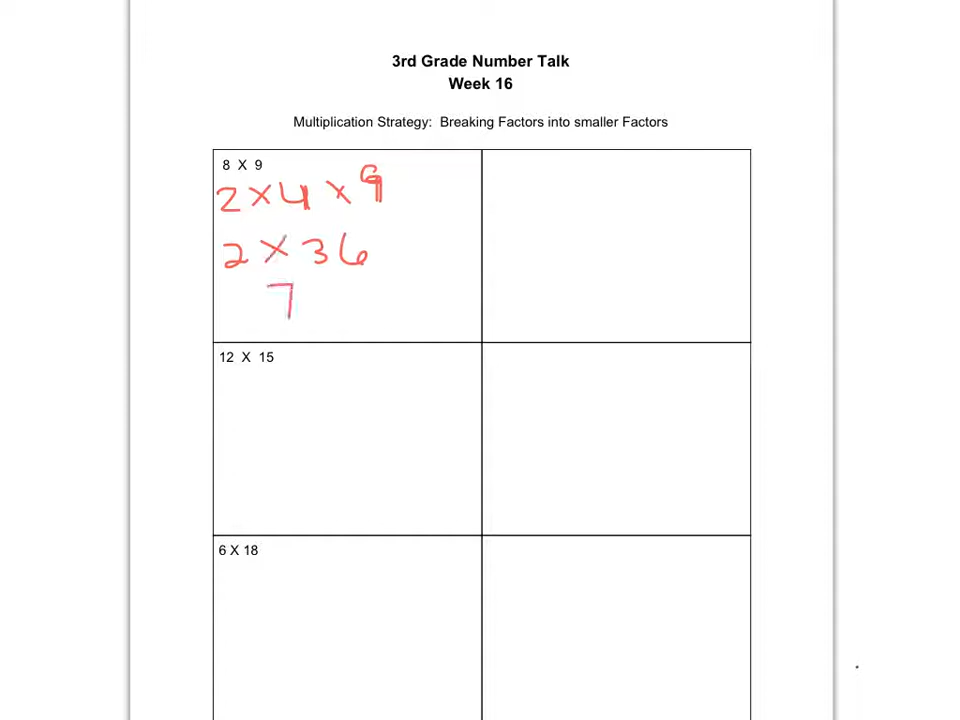 3rd Grade Number Talk
Week 16
Multiplication Strategy: Breaking Factors into smaller Factors
8 X 9
2 × 4 × 9
2 × 36
7
12 X 15
6 X 18